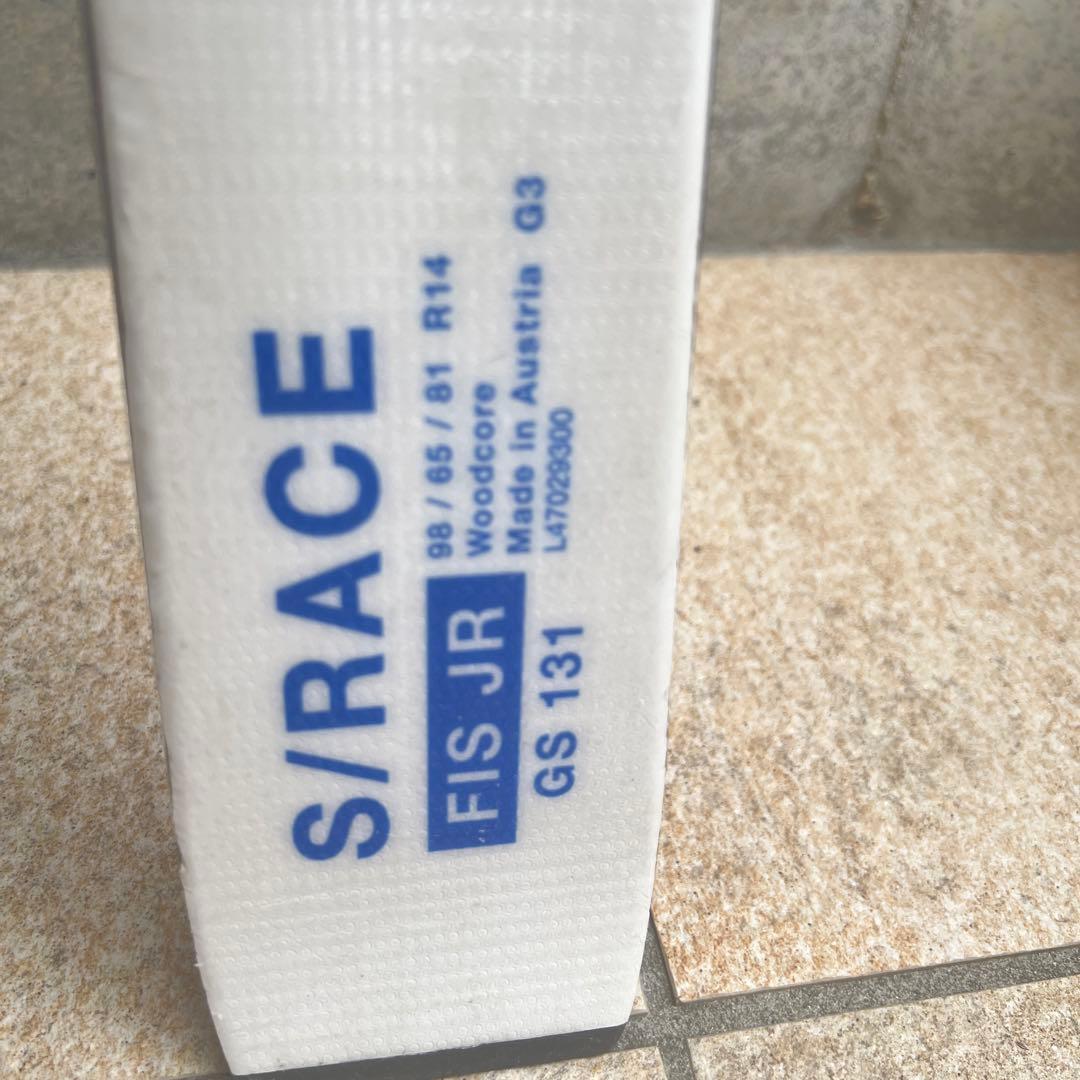 S/RACE
FIS JR
98 / 65 / 81 R14
Woodcore
Made in Austria G3
GS 131
L47029300